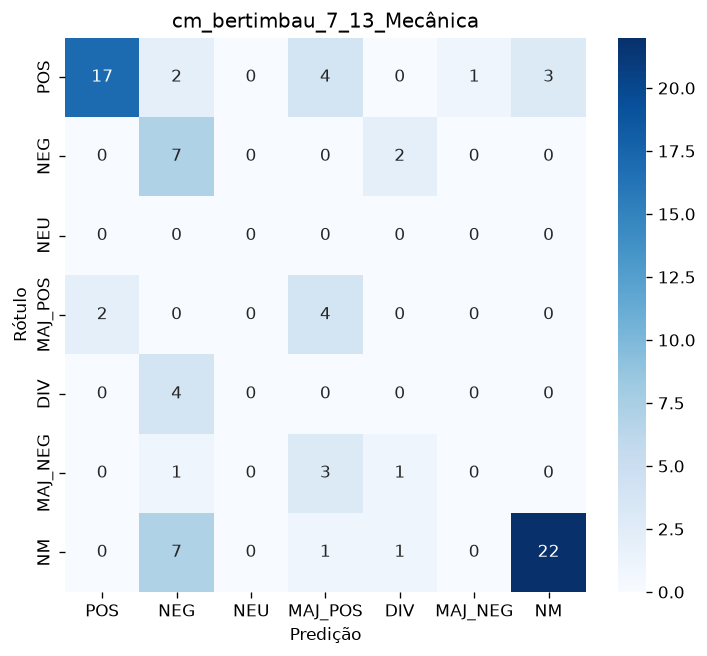 cm_bertimbau_7_13_Mecânica
POS 17 2 0 4 0 1 3
NEG 0 7 0 0 2 0 0
NEU 0 0 0 0 0 0 0
MAJ_POS 2 0 0 4 0 0 0
DIV 0 4 0 0 0 0 0
MAJ_NEG 0 1 0 3 1 0 0
NM 0 7 0 1 1 0 22
Rótulo
POS NEG NEU MAJ_POS DIV MAJ_NEG NM
Predição
20.0
17.5
15.0
12.5
10.0
7.5
5.0
2.5
0.0